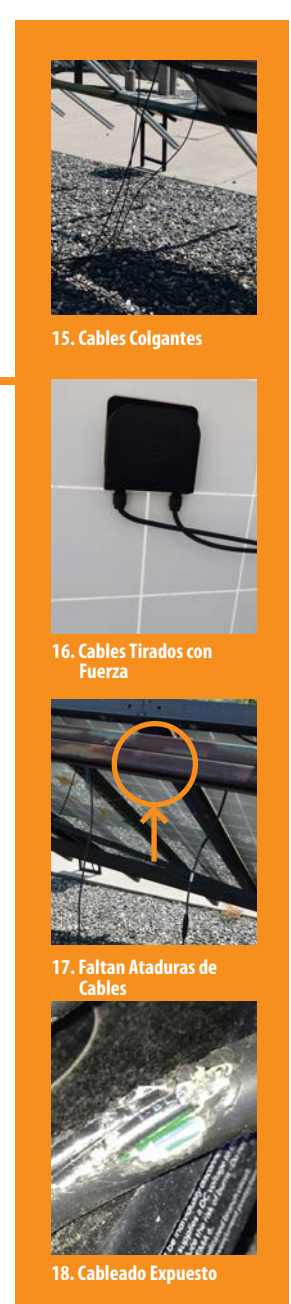 15. Cables Colgantes
16. Cables Tirados con
Fuerza
17. Faltan Ataduras de
Cables
18. Cableado Expuesto